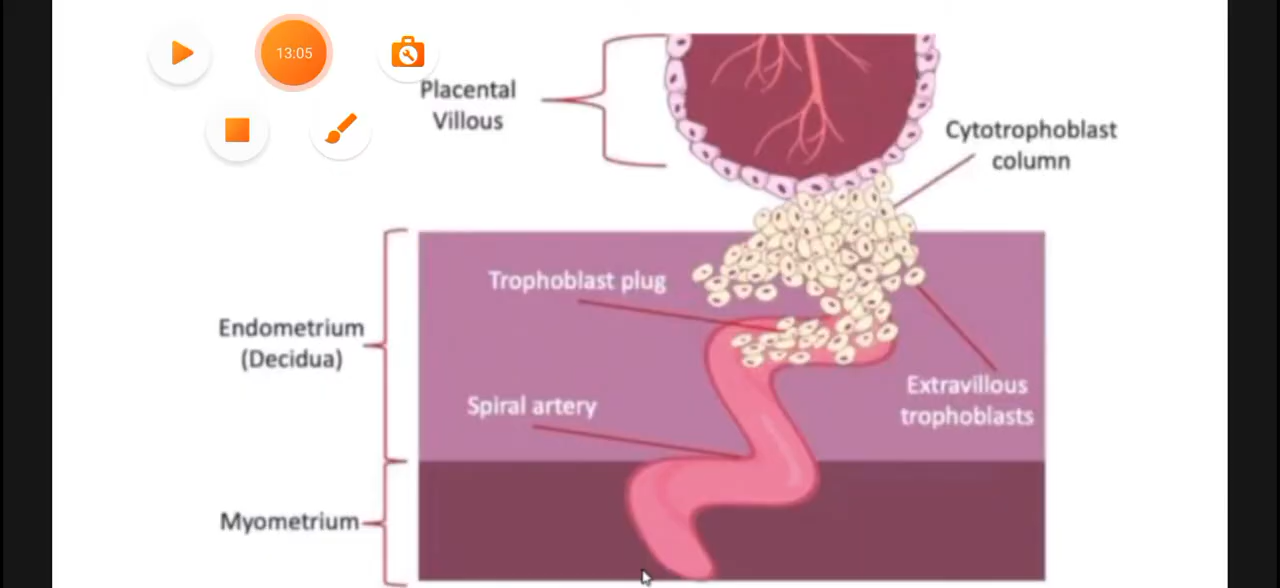 13:05
Placental
Villous
Cytotrophoblast
column
Trophoblast plug
Endometrium
(Decidua)
Extravillous
trophoblasts
Spiral artery
Myometrium